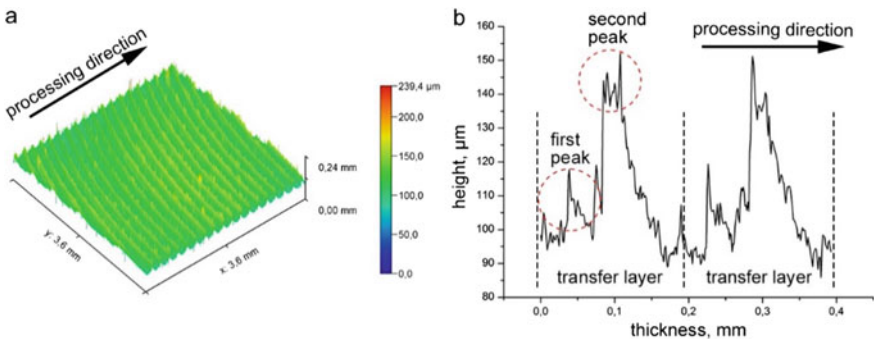 a
processing direction
239,4 µm
200,0
150,0
100,0
50,0
0,0
0,24 mm
0,00 mm
y: 3.6 mm
x: 3.6 mm
b
second
peak
processing direction
first
peak
transfer layer
transfer layer
height, µm
160
150
140
130
120
110
100
90
80
0,0
0,1
0,2
0,3
0,4
thickness, mm